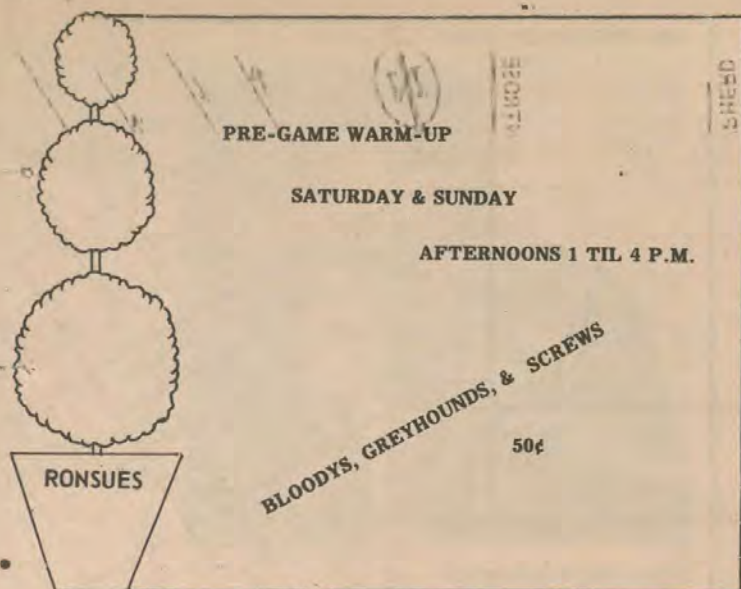 PRE-GAME WARM-UP
SATURDAY & SUNDAY
AFTERNOONS 1 TIL 4 P.M.
BLOODYS, GREYHOUNDS, & SCREWS
50¢
RONSUES